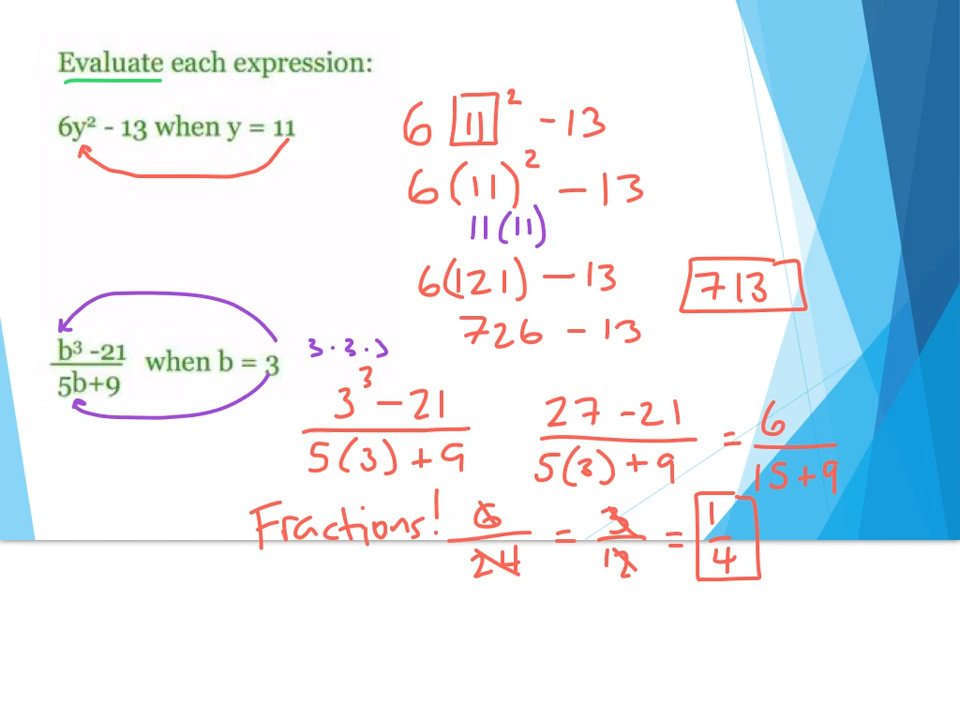 Evaluate each expression:
6y² - 13 when y = 11
6 11² - 13
6(11)² - 13
11(11)
6(121) - 13
713
726 - 13
b³ -21
5b+9
when b = 3
3·3·3
3³ - 21
5(3) + 9
27 - 21
5(3) + 9
= 6
15 + 9
Fractions!
6
24
= 3
12
= 1
4